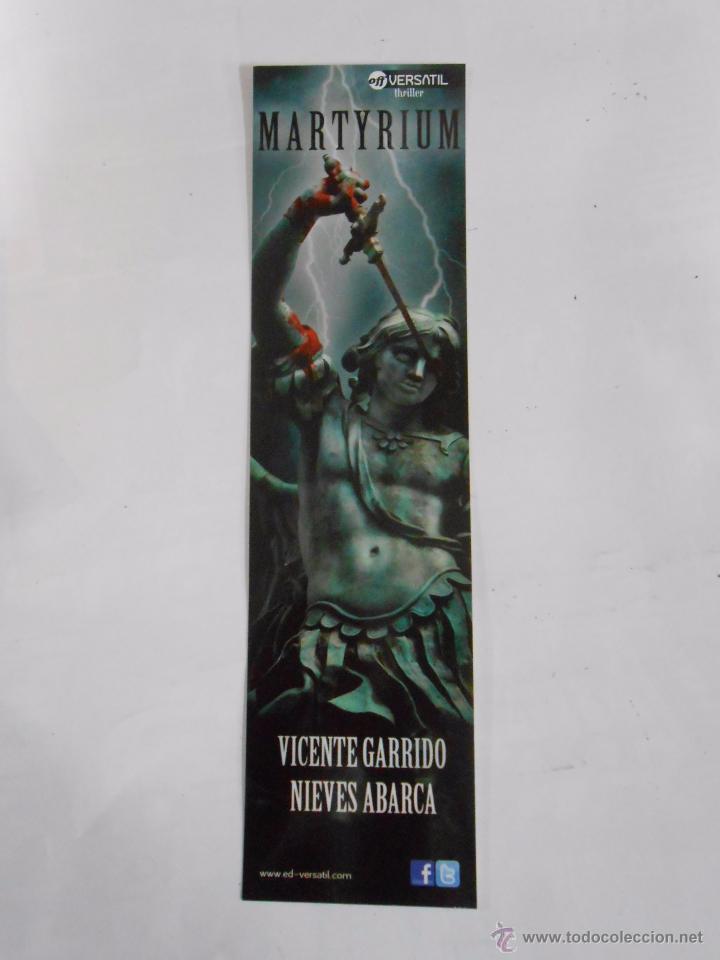 off VERSATIL
thriller
MARTYRIUM
VICENTE GARRIDO
NIEVES ABARCA
www.ed-versatil.com
f t
© www.todocoleccion.net